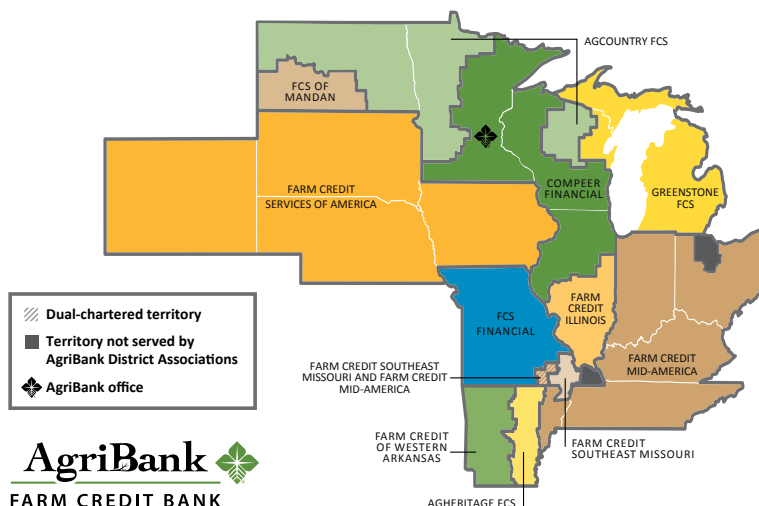 AGCOUNTRY FCS
FCS OF
MANDAN
FARM CREDIT
SERVICES OF AMERICA
COMPEER
FINANCIAL
GREENSTONE
FCS
FARM
CREDIT
ILLINOIS
FCS
FINANCIAL
FARM CREDIT
MID-AMERICA
FARM CREDIT SOUTHEAST
MISSOURI AND FARM CREDIT
MID-AMERICA
FARM CREDIT
OF WESTERN
ARKANSAS
FARM CREDIT
SOUTHEAST MISSOURI
AGHERITAGE FCS
Dual-chartered territory
Territory not served by
AgriBank District Associations
AgriBank office
AgriBank
FARM CREDIT BANK